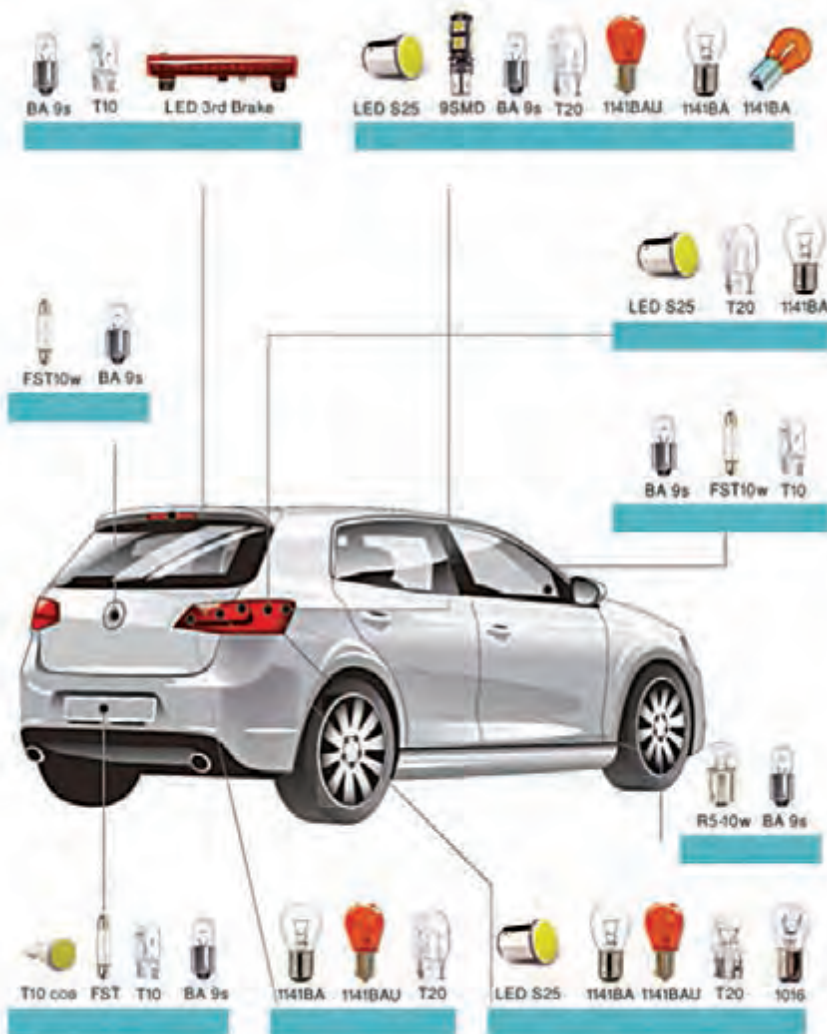 BA 9s T10 LED 3rd Brake
LED S25 9SMD BA 9s T20 1141BAU 1141BA 1141BA
LED S25 T20 1141BA
FST10w BA 9s
BA 9s FST10w T10
R5-10w BA 9s
T10 cos FST T10 BA 9s
1141BA 1141BAU T20
LED S25 1141BA 1141BAU T20 1016